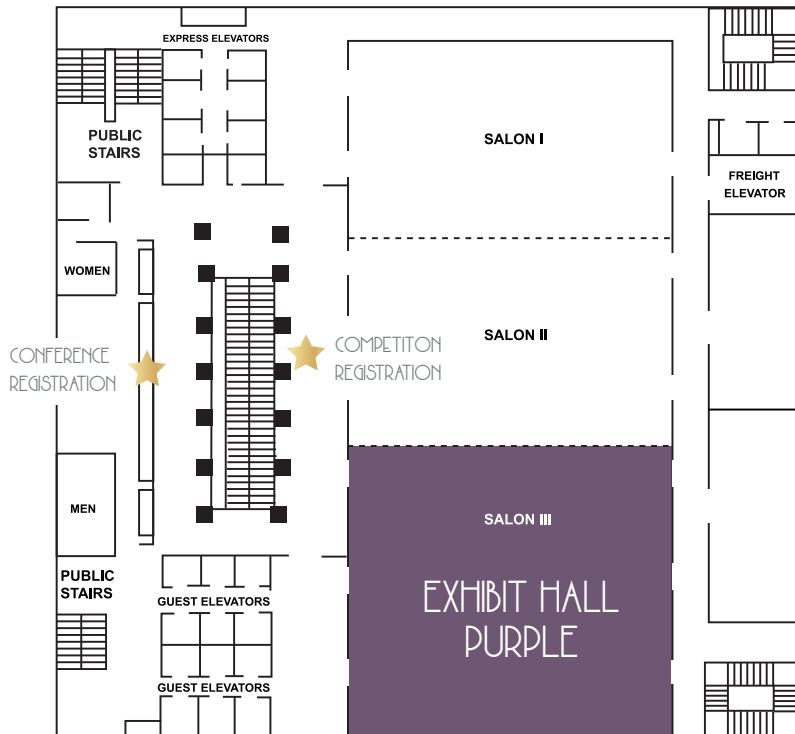 EXPRESS ELEVATORS
PUBLIC
STAIRS
SALON I
FREIGHT
ELEVATOR
WOMEN
SALON II
CONFERENCE
REGISTRATION
COMPETITON
REGISTRATION
MEN
SALON III
PUBLIC
STAIRS
GUEST ELEVATORS
EXHIBIT HALL
PURPLE
GUEST ELEVATORS